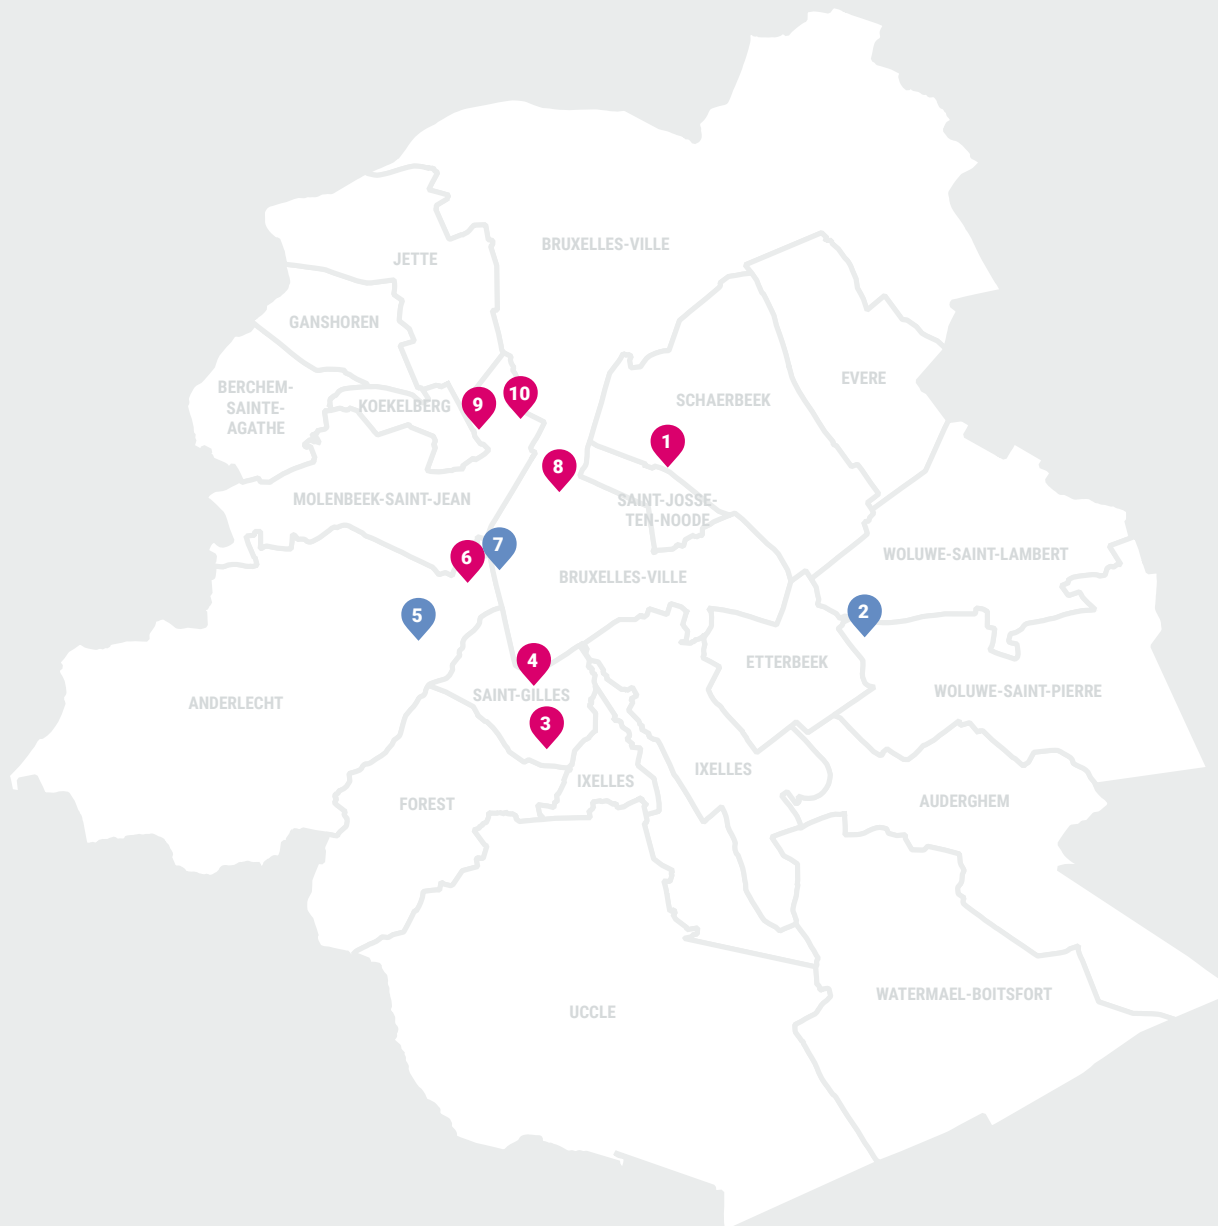 BRUXELLES-VILLE
JETTE
GANSHOREN
EVERE
BERCHEM-
SAINTE-
AGATHE
KOEKELBERG
10
9
SCHAERBEEK
1
8
MOLENBEEK-SAINT-JEAN
SAINT-JOSSE-
TEN-NOODE
7
6
WOLUWE-SAINT-LAMBERT
BRUXELLES-VILLE
5
2
4
ETTERBEEK
SAINT-GILLES
WOLUWE-SAINT-PIERRE
ANDERLECHT
3
IXELLES
IXELLES
FOREST
AUDERGHEM
WATERMAEL-BOITSFORT
UCCLE